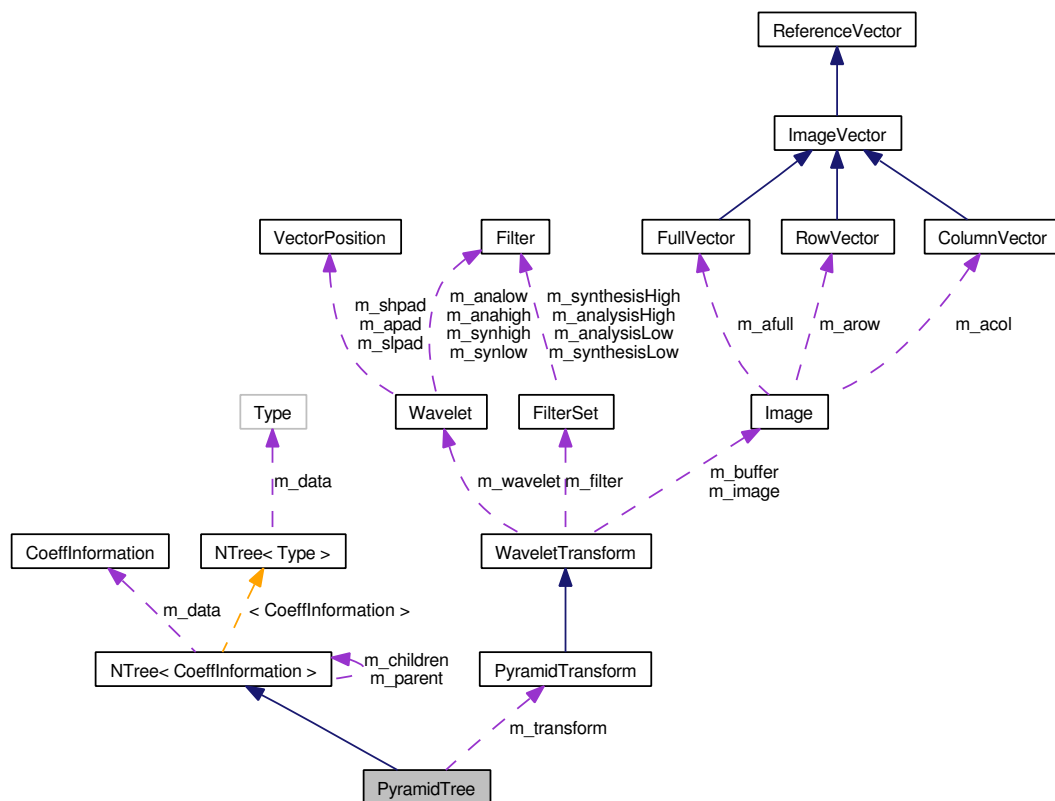 ReferenceVector
ImageVector
VectorPosition
Filter
FullVector
RowVector
ColumnVector
m_shpad
m_apad
m_slpad
m_analow
m_anahigh
m_synhigh
m_synlow
m_synthesisHigh
m_analysisHigh
m_analysisLow
m_synthesisLow
m_afull
m_arow
m_acol
Type
Wavelet
FilterSet
Image
m_data
m_wavelet
m_filter
m_buffer
m_image
CoeffInformation
NTree< Type >
WaveletTransform
m_data
< CoeffInformation >
NTree< CoeffInformation >
m_children
m_parent
PyramidTransform
m_transform
PyramidTree